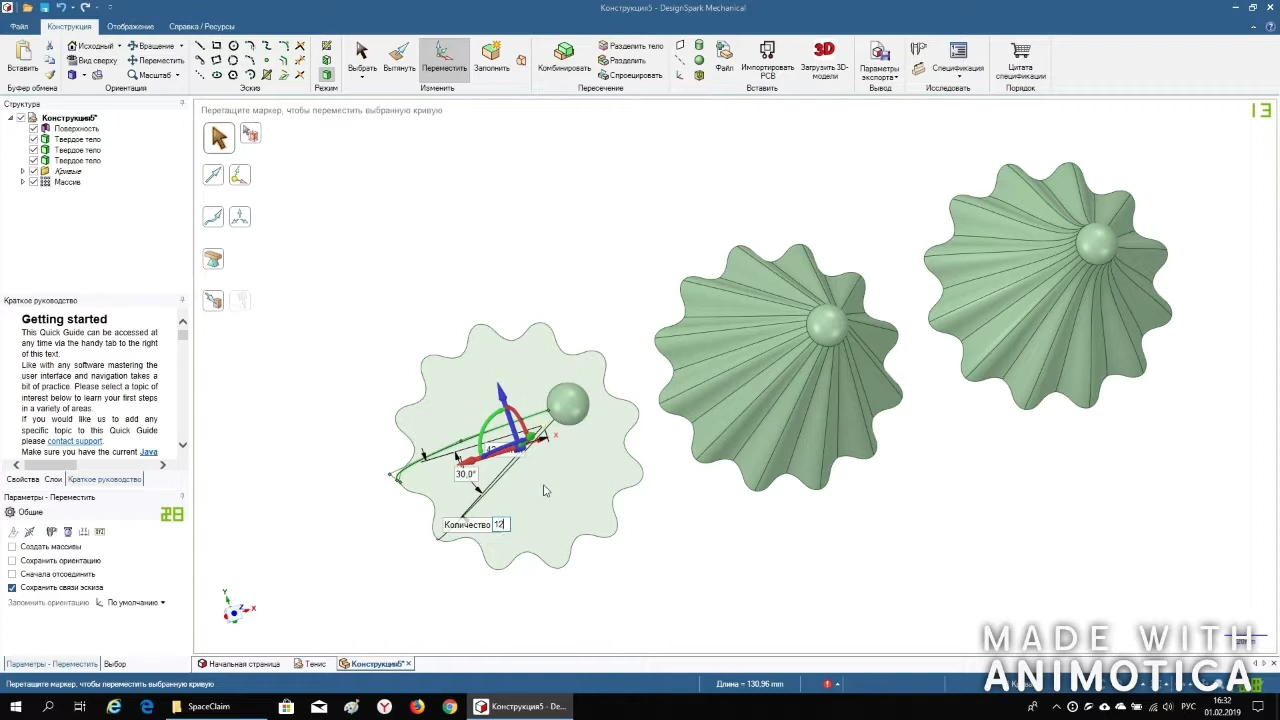 Конструкция5 - DesignSpark Mechanical
Файл Конструкция Отображение Справка / Ресурсы
Вставить
Исходный
Вид сверху
Вращение
Переместить
Масштаб
Выбрать Вытянуть Переместить Заполнить
Комбинировать
Разделить тело
Разделить
Спроецировать
Файл Импортировать PCB
Загрузить 3D-модели
Параметры экспорта
Спецификация
Цитата спецификации
Буфер обмена Ориентация Эскиз Режим Изменить Пересечение Вставить Вывод Исследовать Порядок
Структура
Конструкция5*
Поверхность
Твердое тело
Твердое тело
Твердое тело
Кривые
Массив
Перетащите маркер, чтобы переместить выбранную кривую
13
Краткое руководство
Getting started
This Quick Guide can be accessed
at any time via the handy tab to the right
of this text.
Like with any software mastering the
user interface and navigation takes a
bit of practice. Please select a topic of
interest below to learn your first steps
in a variety of areas.
If you would like us to add any
specific topic to this Quick Guide
please contact support.
Make sure you have the current Java
Свойства Слои Краткое руководство
Параметры - Переместить
Общие
28
Создать массивы
Сохранить ориентацию
Сначала отсоединить
Сохранить связи эскиза
Запомнить ориентацию По умолчанию
X
30,0°
Количество 12
Y
Z
X
Параметры - Переместить Выбор
Начальная страница Тенис Конструкция5*
Перетащите маркер, чтобы переместить выбранную кривую
Длина = 130,96 mm
MADE WITH
ANIMOTICA
SpaceClaim
Конструкция5 - De...
РУС
16:32
01.02.2019